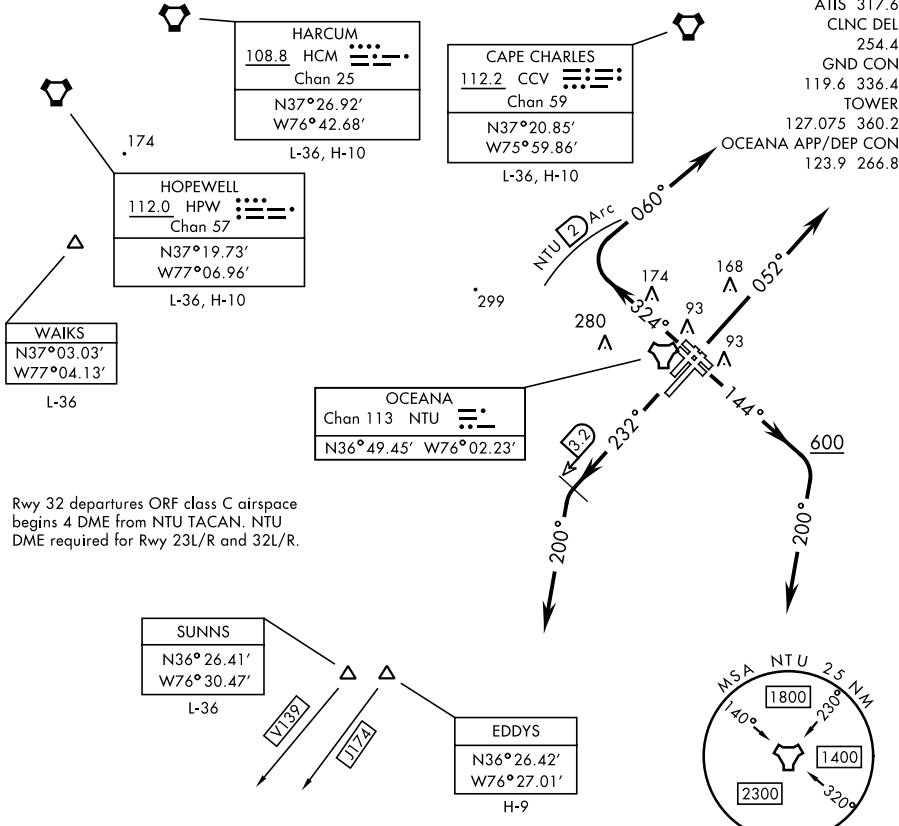 ATIS 317.6
CLNC DEL
254.4
GND CON
119.6 336.4
TOWER
127.075 360.2
OCEANA APP/DEP CON
123.9 266.8
HARCUM
108.8 HCM
Chan 25
N37°26.92'
W76°42.68'
L-36, H-10
CAPE CHARLES
112.2 CCV
Chan 59
N37°20.85'
W75°59.86'
L-36, H-10
174
HOPEWELL
112.0 HPW
Chan 57
N37°19.73'
W77°06.96'
L-36, H-10
WAIKS
N37°03.03'
W77°04.13'
L-36
NTU 2 Arc
060°
052°
324°
174
168
299
280
93
93
OCEANA
Chan 113 NTU
N36°49.45' W76°02.23'
144°
600
232°
3.2
200°
200°
Rwy 32 departures ORF class C airspace
begins 4 DME from NTU TACAN. NTU
DME required for Rwy 23L/R and 32L/R.
SUNNS
N36°26.41'
W76°30.47'
L-36
V139
J174
EDDYS
N36°26.42'
W76°27.01'
H-9
MSA NTU 25 NM
1800
140°
230°
1400
2300
320°